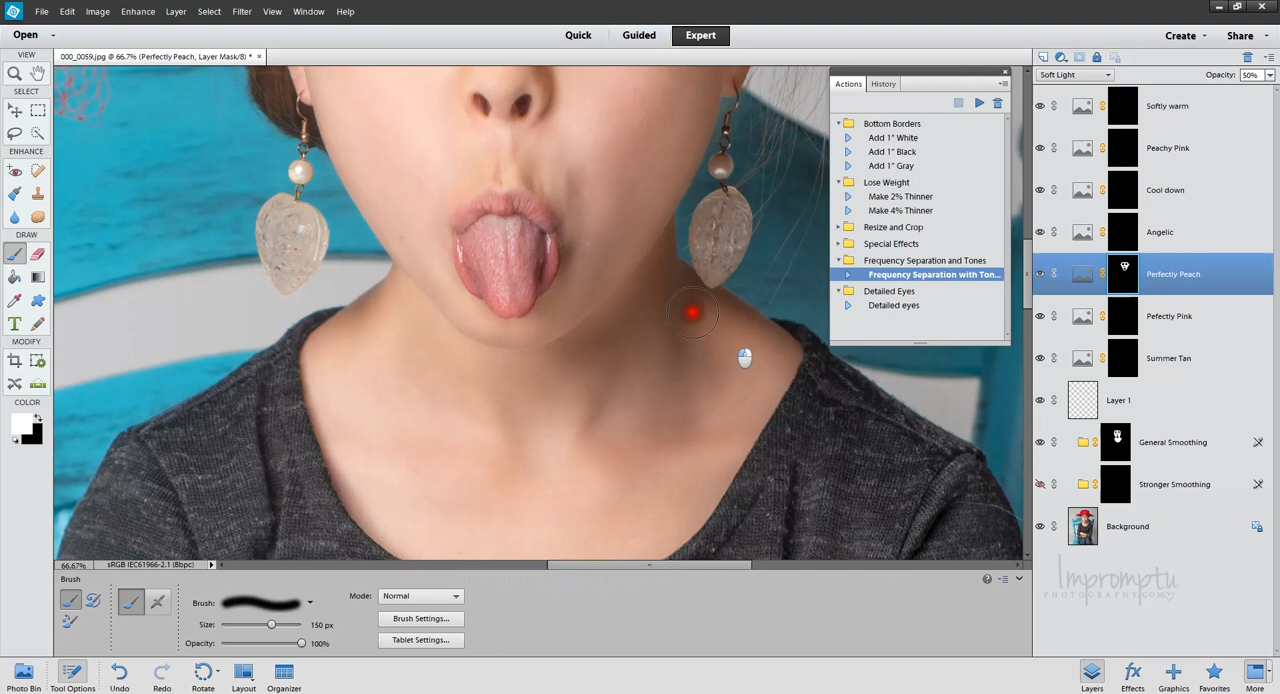 File Edit Image Enhance Layer Select Filter View Window Help
Open Quick Guided Expert Create Share
VIEW
000_0059.jpg @ 66.7% (Perfectly Peach, Layer Mask/8) * ×
Soft Light Opacity: 50%
SELECT
ENHANCE
DRAW
MODIFY
COLOR
Actions History
Bottom Borders
Add 1" White
Add 1" Black
Add 1" Gray
Lose Weight
Make 2% Thinner
Make 4% Thinner
Resize and Crop
Special Effects
Frequency Separation and Tones
Frequency Separation with Ton...
Detailed Eyes
Detailed eyes
Softly warm
Peachy Pink
Cool down
Angelic
Perfectly Peach
Pefectly Pink
Summer Tan
Layer 1
General Smoothing
Stronger Smoothing
Background
Impromptu
PHOTOGRAPHY.COM
66.67% sRGB IEC61966-2.1 (8bpc)
Brush
Brush:
Size: 150 px
Opacity: 100%
Mode: Normal
Brush Settings...
Tablet Settings...
Photo Bin Tool Options Undo Redo Rotate Layout Organizer Layers Effects Graphics Favorites More